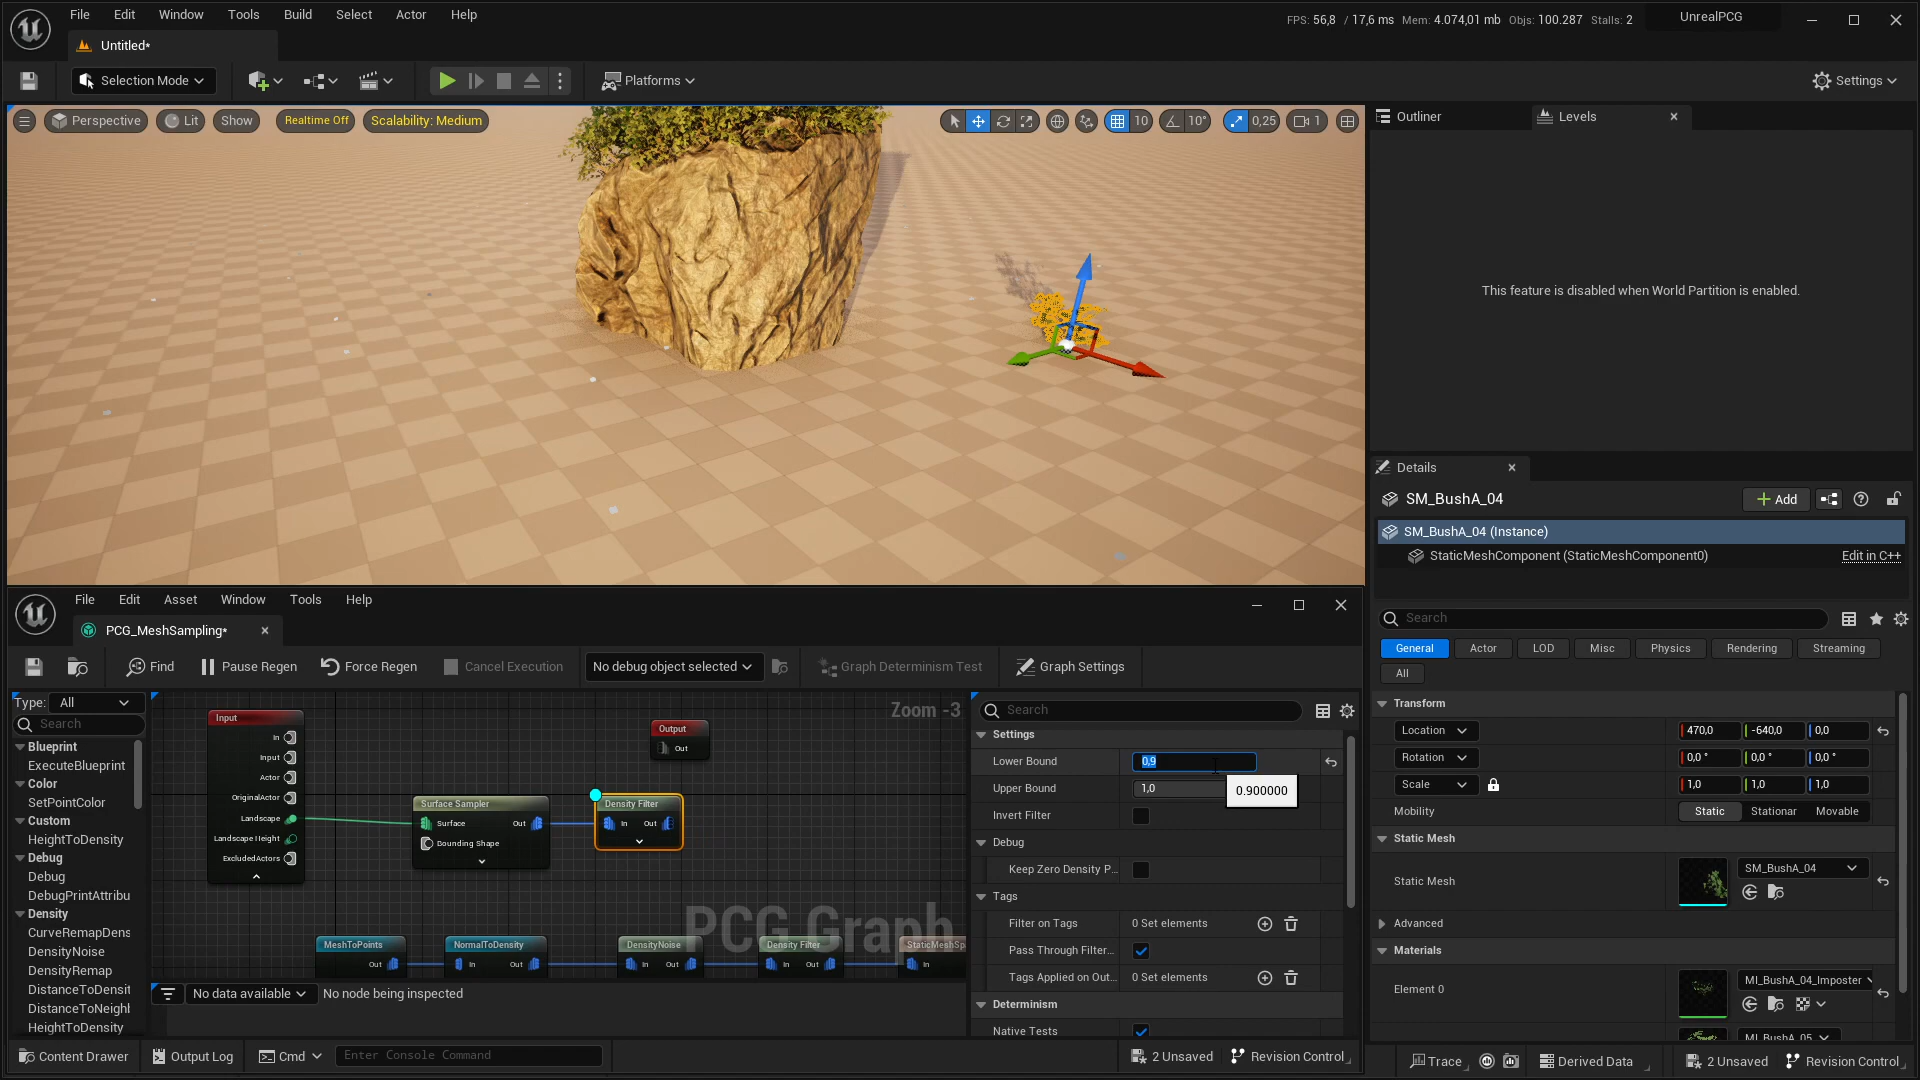 File Edit Window Tools Build Select Actor Help
FPS: 56,8 / 17,6 ms Mem: 4.074,01 mb Objs: 100.287 Stalls: 2
UnrealPCG
Untitled*
Selection Mode
Platforms
Settings
Perspective
Lit
Show
Realtime Off
Scalability: Medium
10
10°
0,25
1
Outliner
Levels
This feature is disabled when World Partition is enabled.
Details
SM_BushA_04
Add
SM_BushA_04 (Instance)
StaticMeshComponent (StaticMeshComponent0)
Edit in C++
Search
General Actor LOD Misc Physics Rendering Streaming
All
Transform
Location 470,0 -640,0 0,0
Rotation 0,0 ° 0,0 ° 0,0 °
Scale 1,0 1,0 1,0
Mobility Static Stationar Movable
Static Mesh
Static Mesh SM_BushA_04
Advanced
Materials
Element 0 MI_BushA_04_Imposter
MI_BushA_05
Trace
Derived Data
2 Unsaved
Revision Control
File Edit Asset Window Tools Help
PCG_MeshSampling*
Find
Pause Regen
Force Regen
Cancel Execution
No debug object selected
Graph Determinism Test
Graph Settings
Type: All
Search
Blueprint
ExecuteBlueprint
Color
SetPointColor
Custom
HeightToDensity
Debug
Debug
DebugPrintAttribu
Density
CurveRemapDens
DensityNoise
DensityRemap
DistanceToDensit
DistanceToNeighl
HeightToDensity
Zoom -3
Input
In
Input
Actor
OriginalActor
Landscape
Landscape Height
ExcludedActors
Output
Out
Surface Sampler
Surface Out
Bounding Shape
Density Filter
In Out
PCG Graph
MeshToPoints
Out
NormalToDensity
In Out
DensityNoise
In Out
Density Filter
In Out
StaticMeshSp
In
No data available
No node being inspected
Search
Settings
Lower Bound 0,9
Upper Bound 1,0
0.900000
Invert Filter
Debug
Keep Zero Density P...
Tags
Filter on Tags 0 Set elements
Pass Through Filter...
Tags Applied on Out... 0 Set elements
Determinism
Native Tests
Content Drawer
Output Log
Cmd
Enter Console Command
2 Unsaved
Revision Control